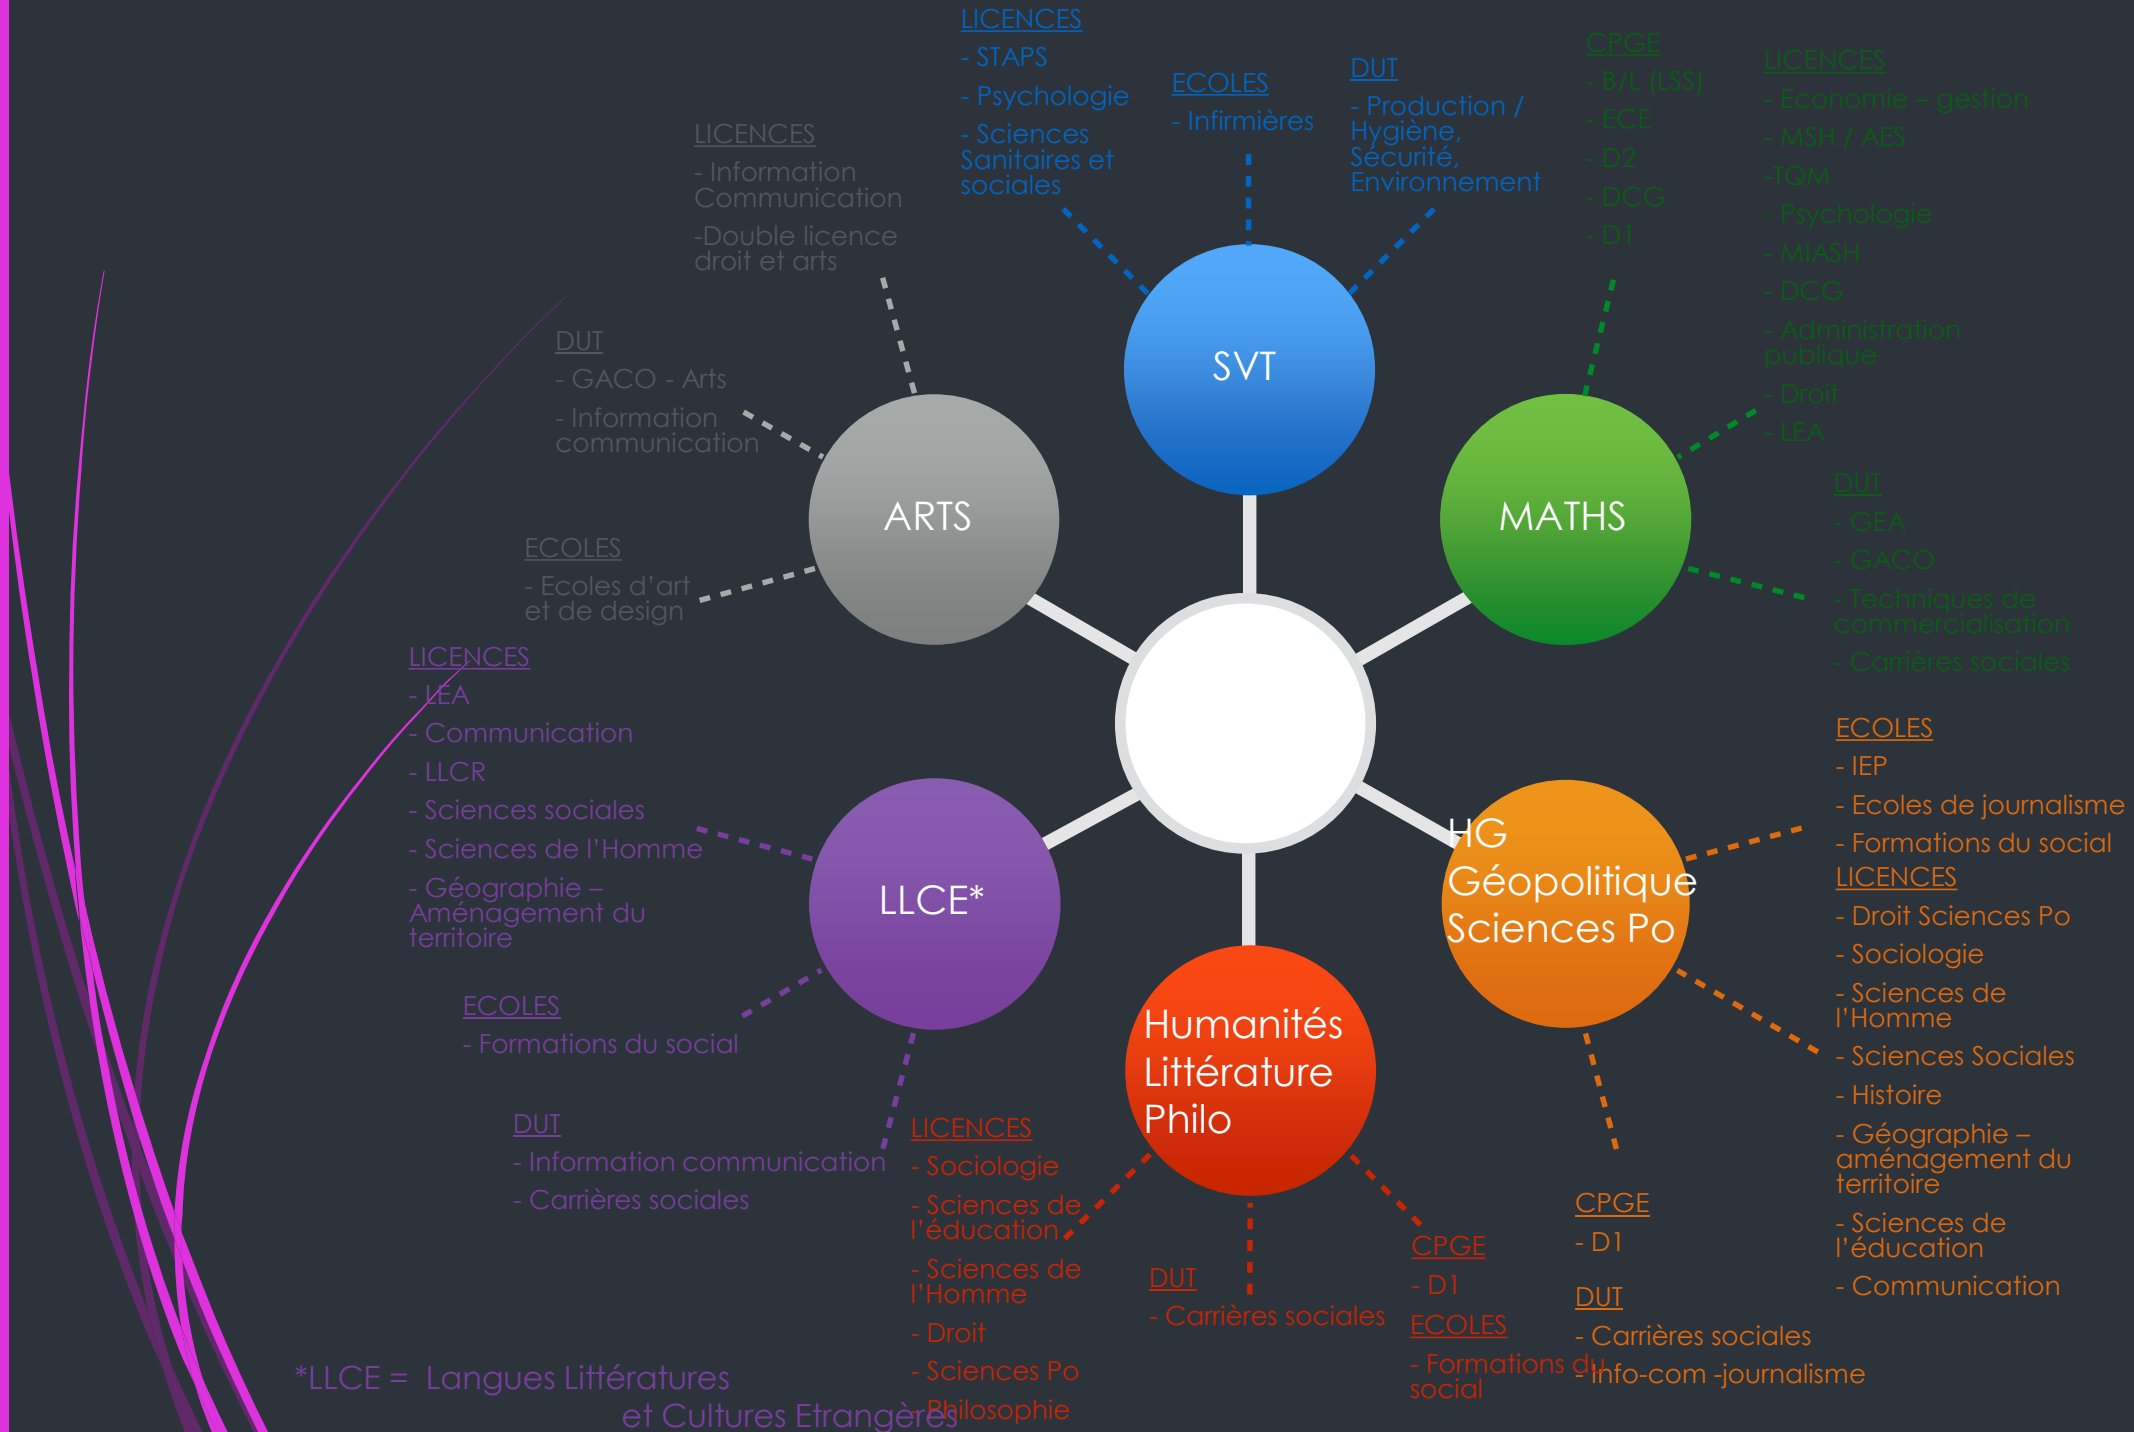 LICENCES
- STAPS
- Psychologie
- Sciences
Sanitaires et
sociales
ECOLES
- Infirmières
DUT
- Production /
Hygiène,
Sécurité,
Environnement
SVT
CPGE
- B/L (LSS)
- ECE
- D2
- DCG
- D1
LICENCES
- Economie – gestion
- MSH / AES
-TQM
- Psychologie
- MIASH
- DCG
- Administration
publique
- Droit
- LEA
DUT
- GEA
- GACO
- Techniques de
commercialisation
- Carrières sociales
MATHS
LICENCES
- Information
Communication
-Double licence
droit et arts
DUT
- GACO - Arts
- Information
communication
ECOLES
- Ecoles d’art
et de design
ARTS
LICENCES
- LEA
- Communication
- LLCR
- Sciences sociales
- Sciences de l’Homme
- Géographie –
Aménagement du
territoire
ECOLES
- Formations du social
DUT
- Information communication
- Carrières sociales
LLCE*
HG
Géopolitique
Sciences Po
ECOLES
- IEP
- Ecoles de journalisme
- Formations du social
LICENCES
- Droit Sciences Po
- Sociologie
- Sciences de
l’Homme
- Sciences Sociales
- Histoire
- Géographie –
aménagement du
territoire
- Sciences de
l’éducation
- Communication
CPGE
- D1
DUT
- Carrières sociales
- Info-com -journalisme
Humanités
Littérature
Philo
LICENCES
- Sociologie
- Sciences de
l’éducation
- Sciences de
l’Homme
- Droit
- Sciences Po
- Philosophie
DUT
- Carrières sociales
CPGE
- D1
ECOLES
- Formations du
social
*LLCE = Langues Littératures
et Cultures Etrangères